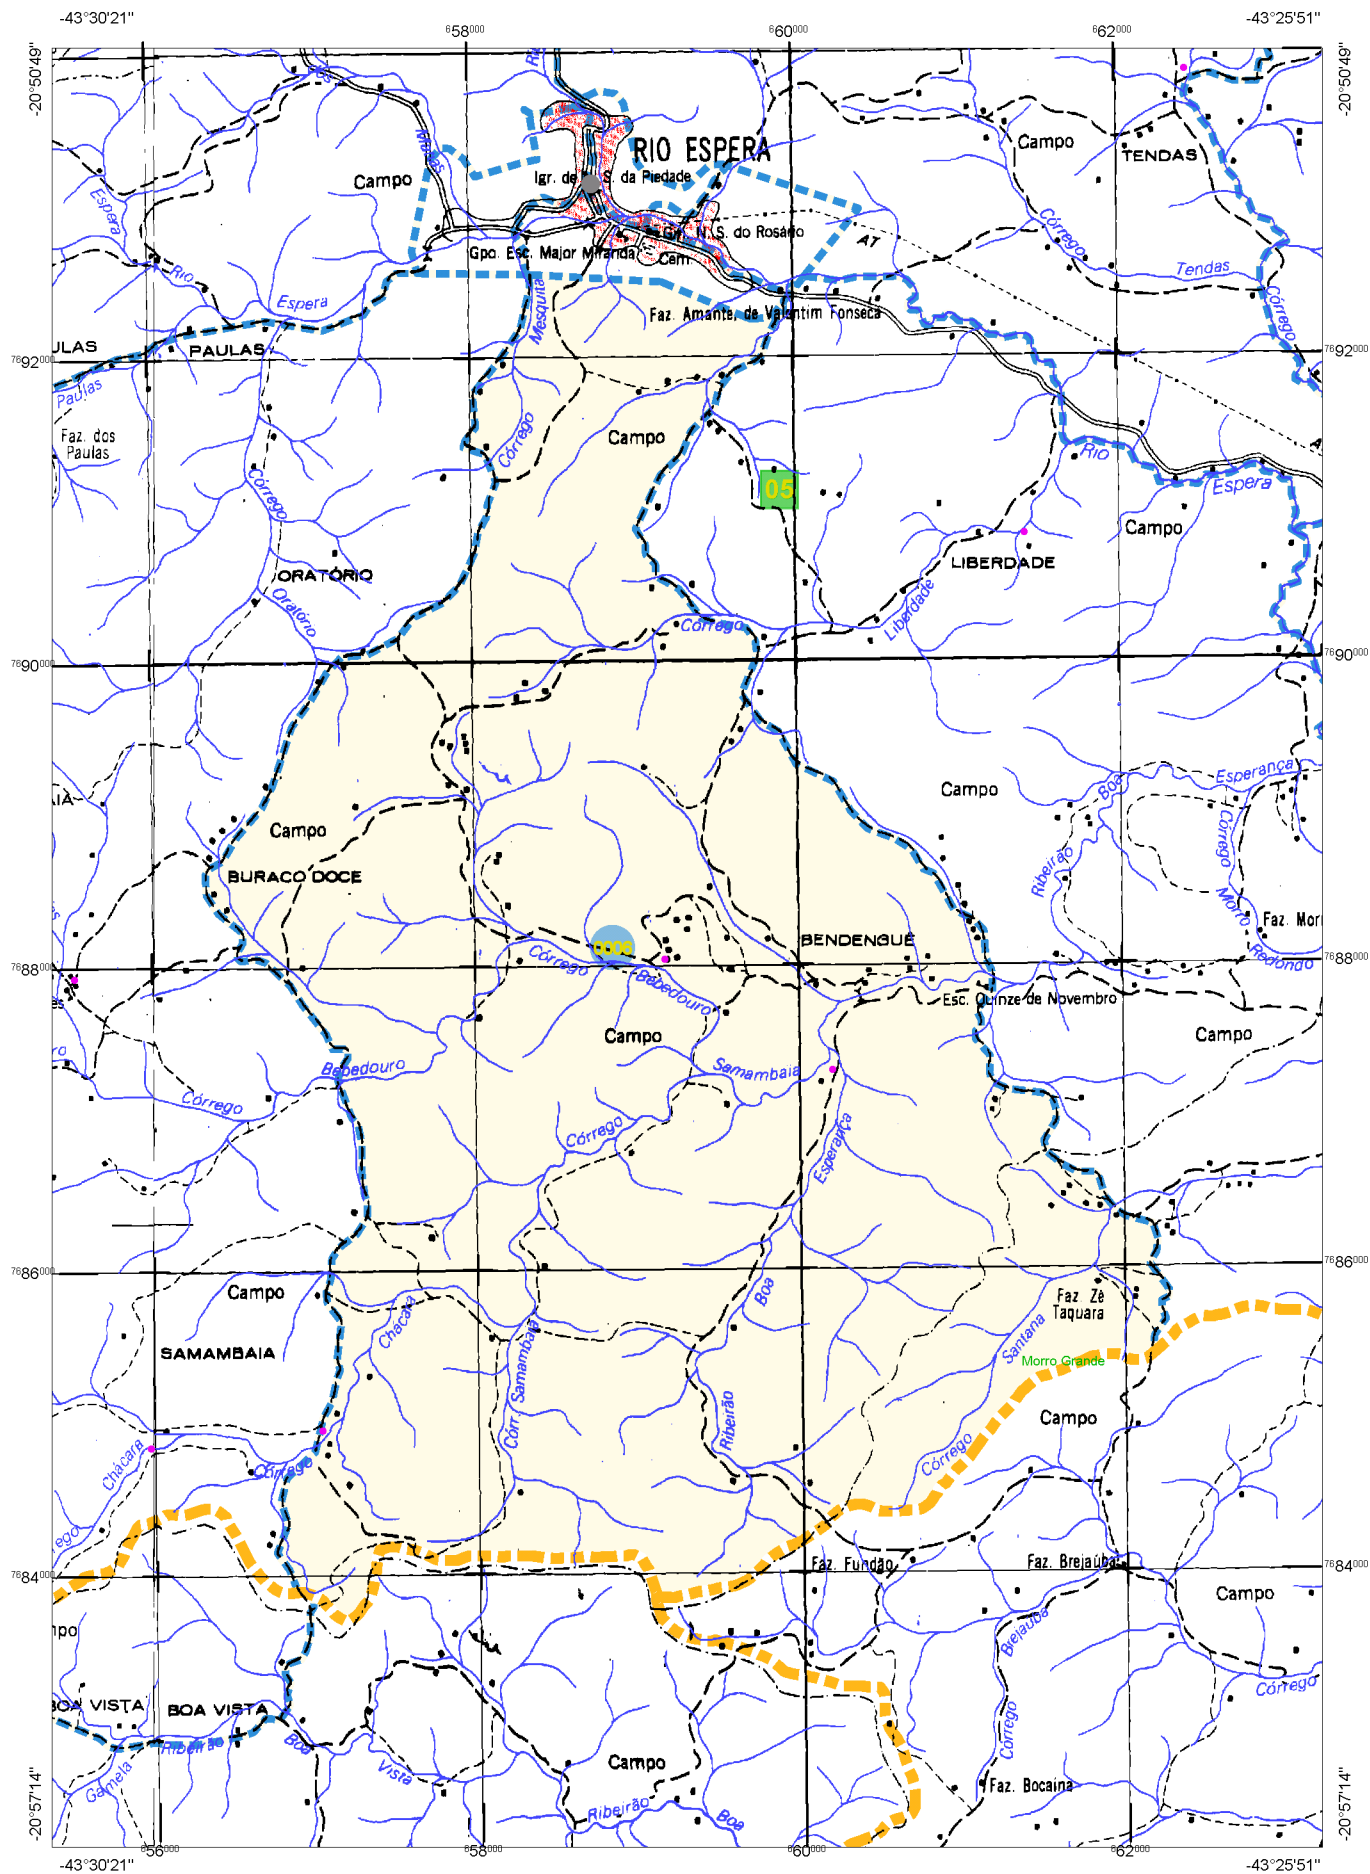 -43°30'21"
658000
660000
662000
-43°25'51"
-20°50'49"
-20°50'49"
RIO ESPERA
Campo
TENDAS
Igr. de
S. da Piedade
Campo
Espera
Rio
Córrego
Tendas
S. do Rosário
AT
Gpo. Esc. Major Miranda
Cem.
Espera
Mesquita
Córrego
Faz. Amante, de Valentim Fonseca
ULAS
PAULAS
7692000
7692000
Paulas
Faz. dos
Paulas
Campo
Córrego
Córrego
RIO
Espera
05
Campo
LIBERDADE
ORATÓRIO
Oratório
Liberdade
Córrego
7690000
7690000
Esperança
Boa
Campo
Campo
Córrego
Ribeirão
BURACO DOCE
Morro
Faz. Mor
BENDENGUÊ
0006
Córrego
Bebedouro
Redondo
7688000
7688000
Esc. Quinze de Novembro
Campo
Campo
Bebedouro
Samambaia
Córrego
Córrego
Esperança
7686000
7686000
Campo
Boa
Faz. Zé
Taquara
Chácara
Santana
SAMAMBAIA
Córr. Samambaia
Morro Grande
Ribeirão
Campo
Chácara
Córrego
Córrego
Faz. Fundão
Faz. Brejaúba
7684000
7684000
Campo
Brejaúba
BOA VISTA
BOA VISTA
Córrego
Ribeirão
Boa
Córrego
Vista
Gamela
Campo
Faz. Bocaina
Ribeirão
Boa
-20°57'14"
-20°57'14"
656000
658000
660000
662000
-43°30'21"
-43°25'51"